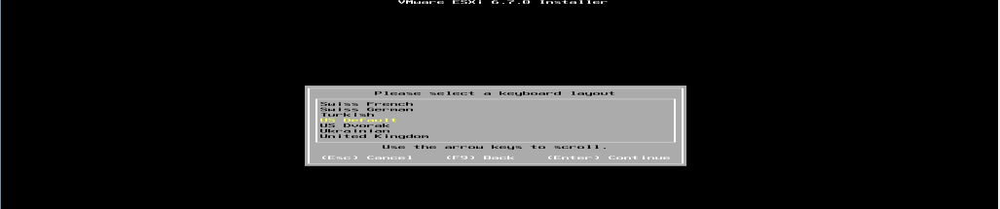 VMware ESXi 6.7.0 Installer
Please select a keyboard layout
Swiss French
Swiss German
Turkish
US Default
US Dvorak
Ukrainian
United Kingdom
Use the arrow keys to scroll.
(Esc) Cancel (F9) Back (Enter) Continue